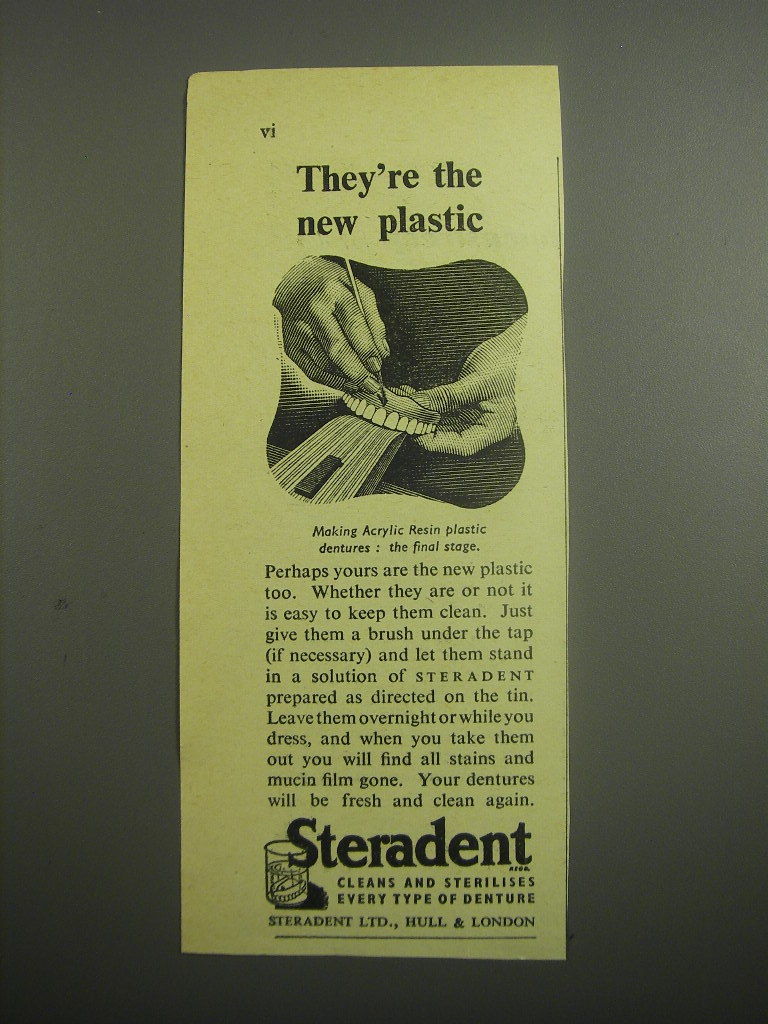 vi
They're the
new plastic
Making Acrylic Resin plastic
dentures : the final stage.
Perhaps yours are the new plastic
too. Whether they are or not it
is easy to keep them clean. Just
give them a brush under the tap
(if necessary) and let them stand
in a solution of STERADENT
prepared as directed on the tin.
Leave them overnight or while you
dress, and when you take them
out you will find all stains and
mucin film gone. Your dentures
will be fresh and clean again.
Steradent
REGD.
CLEANS AND STERILISES
EVERY TYPE OF DENTURE
STERADENT LTD., HULL & LONDON